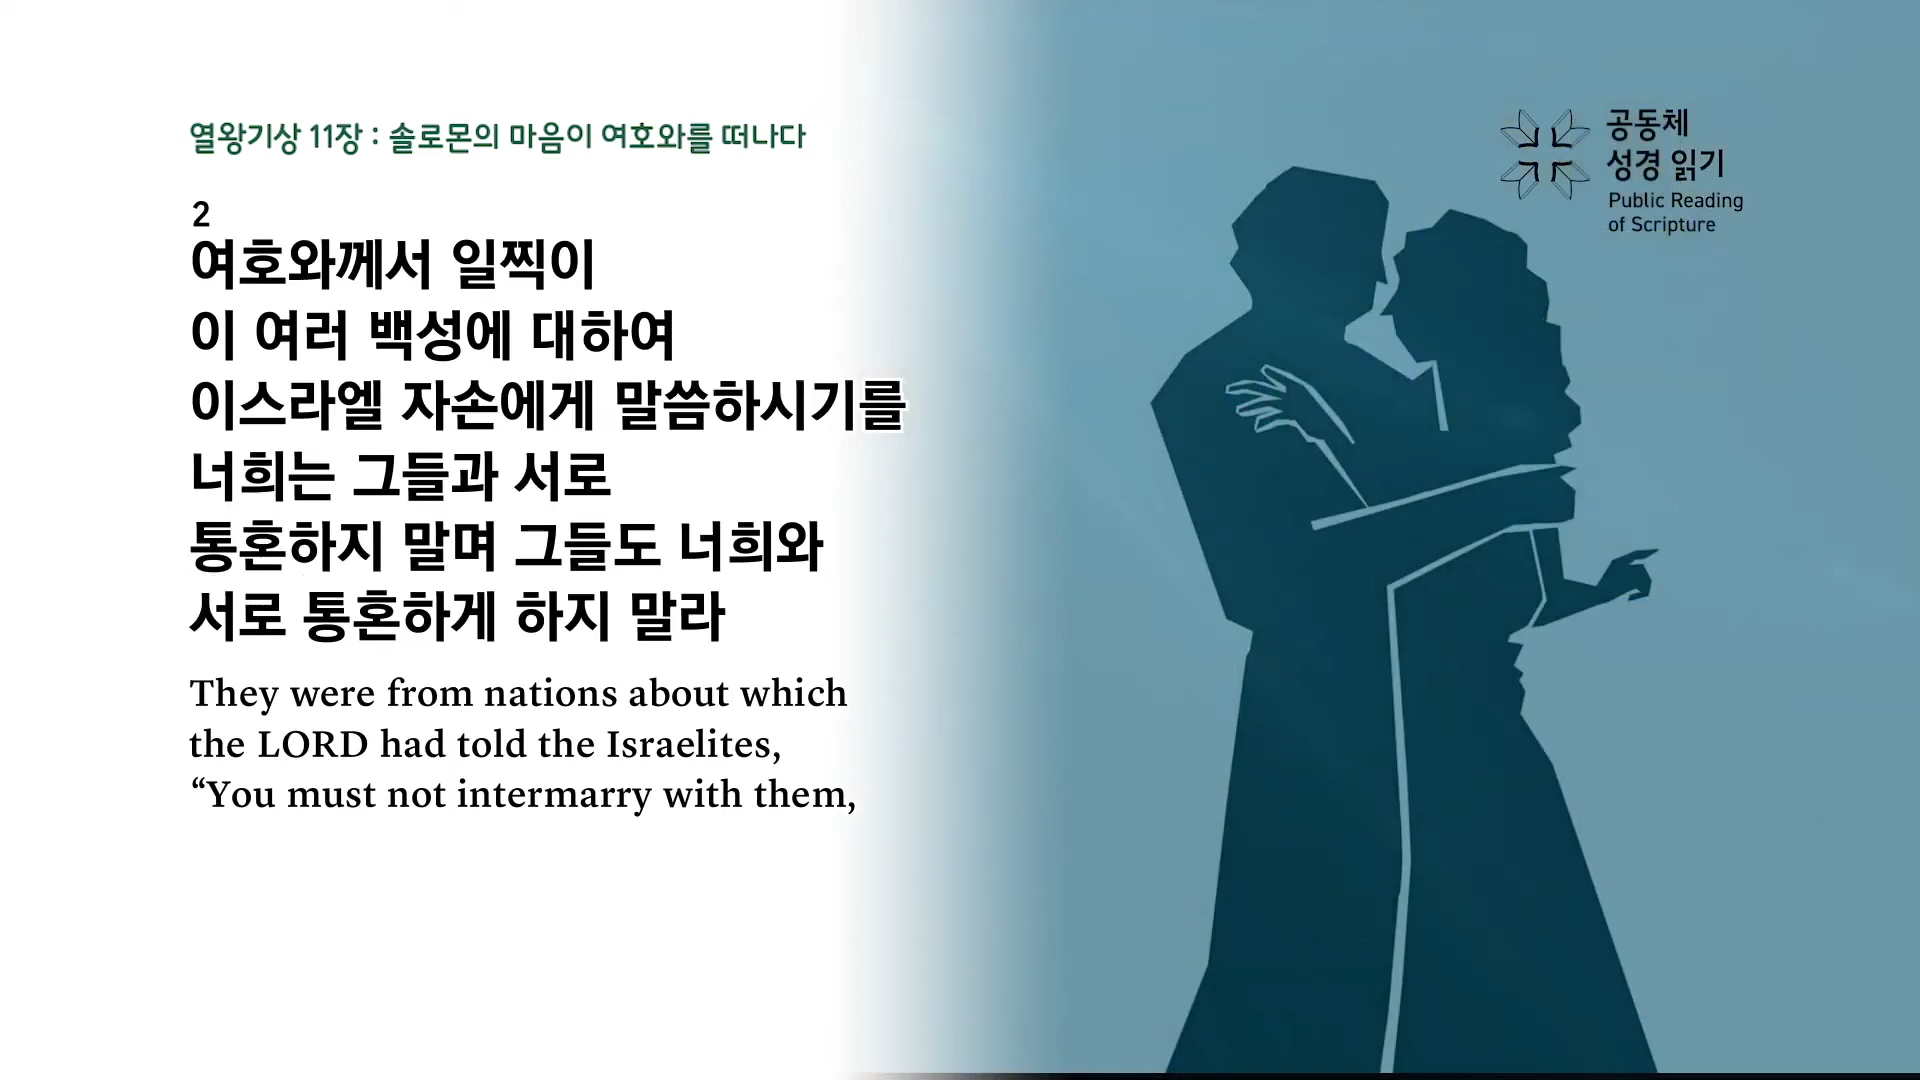 열왕기상 11장 : 솔로몬의 마음이 여호와를 떠나다
2
여호와께서 일찍이
이 여러 백성에 대하여
이스라엘 자손에게 말씀하시기를
너희는 그들과 서로
통혼하지 말며 그들도 너희와
서로 통혼하게 하지 말라
They were from nations about which
the LORD had told the Israelites,
“You must not intermarry with them,
공동체
성경 읽기
Public Reading
of Scripture